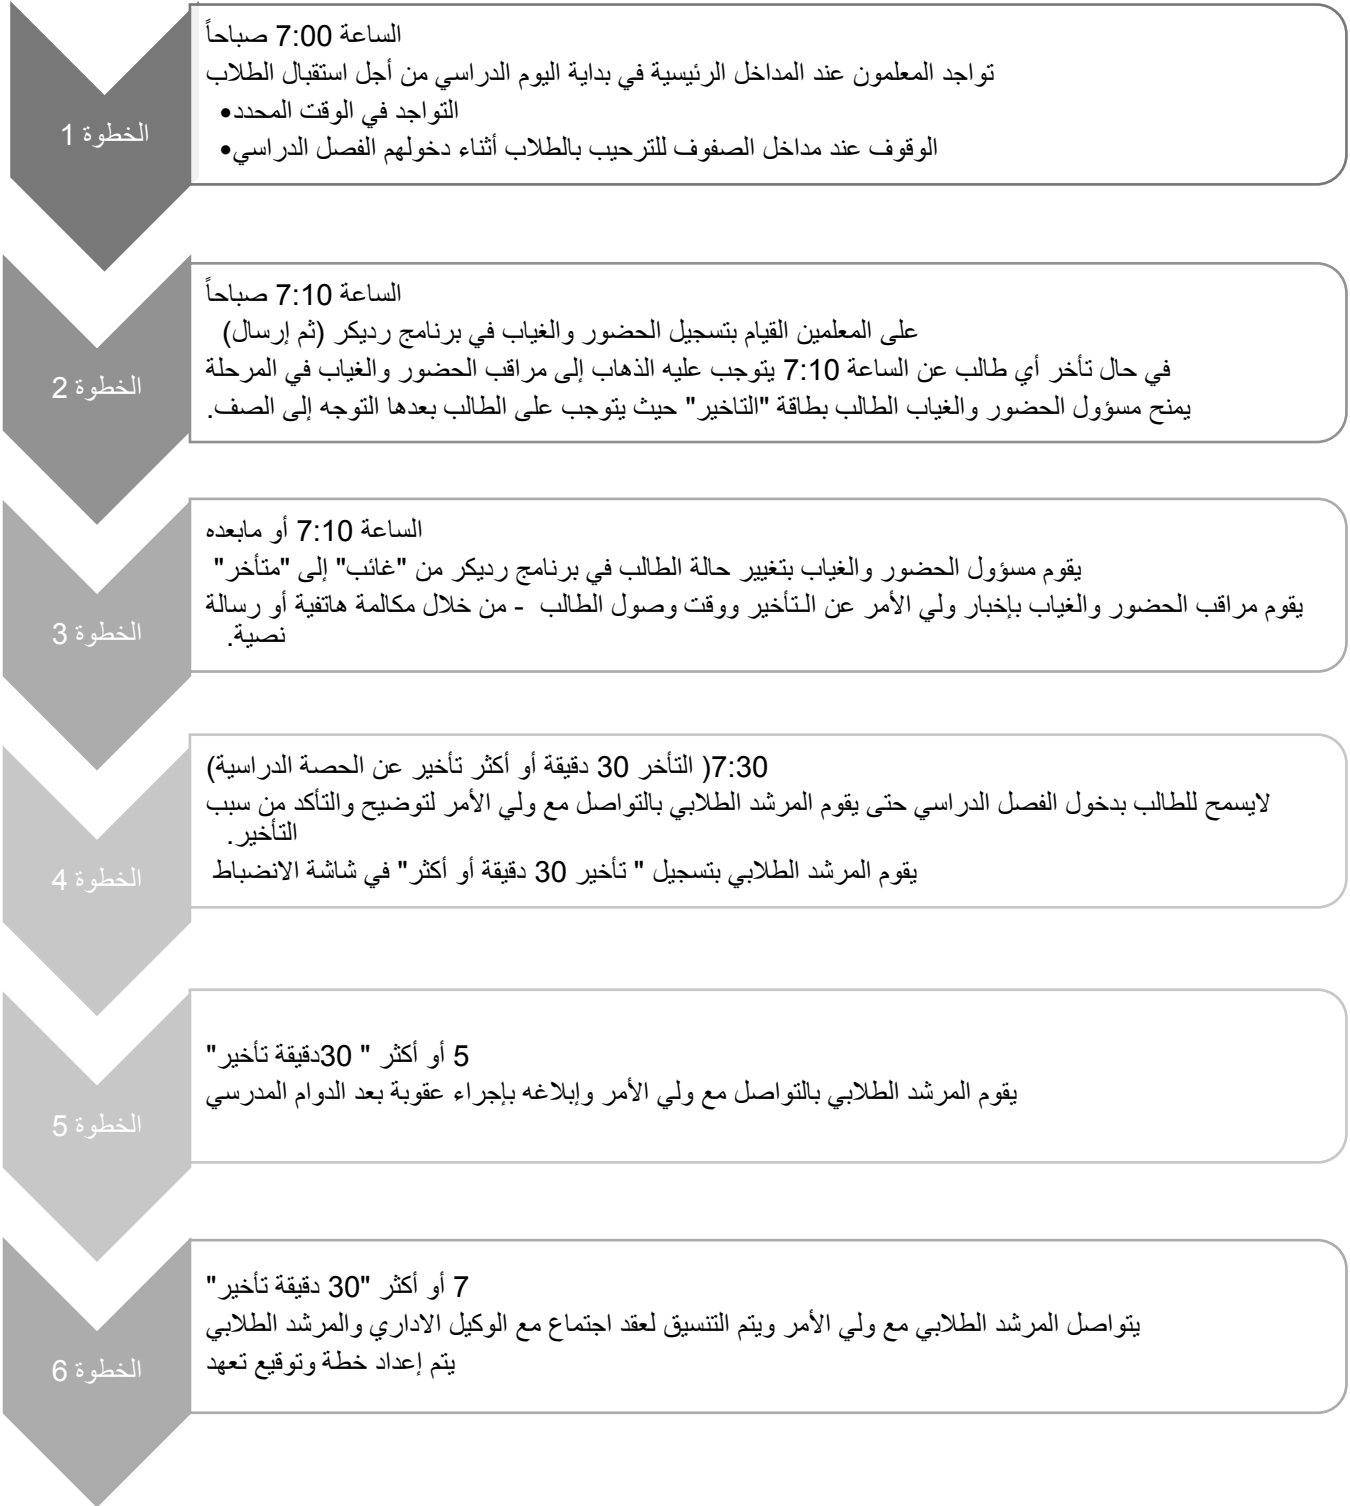 الخطوة 1
الساعة 7:00 صباحاً
تواجد المعلمون عند المداخل الرئيسية في بداية اليوم الدراسي من أجل استقبال الطلاب
•التواجد في الوقت المحدد
•الوقوف عند مداخل الصفوف للترحيب بالطلاب أثناء دخولهم الفصل الدراسي
الخطوة 2
الساعة 7:10 صباحاً
على المعلمين القيام بتسجيل الحضور والغياب في برنامج رديكر (ثم إرسال)
في حال تأخر أي طالب عن الساعة 7:10 يتوجب عليه الذهاب إلى مراقب الحضور والغياب في المرحلة
يمنح مسؤول الحضور والغياب الطالب بطاقة "التاخير" حيث يتوجب على الطالب بعدها التوجه إلى الصف.
الخطوة 3
الساعة 7:10 أو مابعده
يقوم مسؤول الحضور والغياب بتغيير حالة الطالب في برنامج رديكر من "غائب" إلى "متأخر"
يقوم مراقب الحضور والغياب بإخبار ولي الأمر عن التأخير ووقت وصول الطالب - من خلال مكالمة هاتفية أو رسالة
نصية.
الخطوة 4
7:30( التأخر 30 دقيقة أو أكثر تأخير عن الحصة الدراسية)
لايسمح للطالب بدخول الفصل الدراسي حتى يقوم المرشد الطلابي بالتواصل مع ولي الأمر لتوضيح والتأكد من سبب
التأخير.
يقوم المرشد الطلابي بتسجيل " تأخير 30 دقيقة أو أكثر" في شاشة الانضباط
الخطوة 5
5 أو أكثر " 30دقيقة تأخير"
يقوم المرشد الطلابي بالتواصل مع ولي الأمر وإبلاغه بإجراء عقوبة بعد الدوام المدرسي
الخطوة 6
7 أو أكثر "30 دقيقة تأخير"
يتواصل المرشد الطلابي مع ولي الأمر ويتم التنسيق لعقد اجتماع مع الوكيل الاداري والمرشد الطلابي
يتم إعداد خطة وتوقيع تعهد